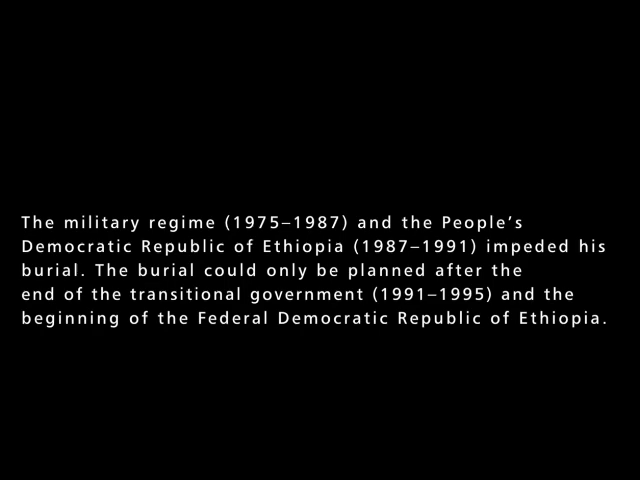 The military regime (1975–1987) and the People’s
Democratic Republic of Ethiopia (1987–1991) impeded his
burial. The burial could only be planned after the
end of the transitional government (1991–1995) and the
beginning of the Federal Democratic Republic of Ethiopia.